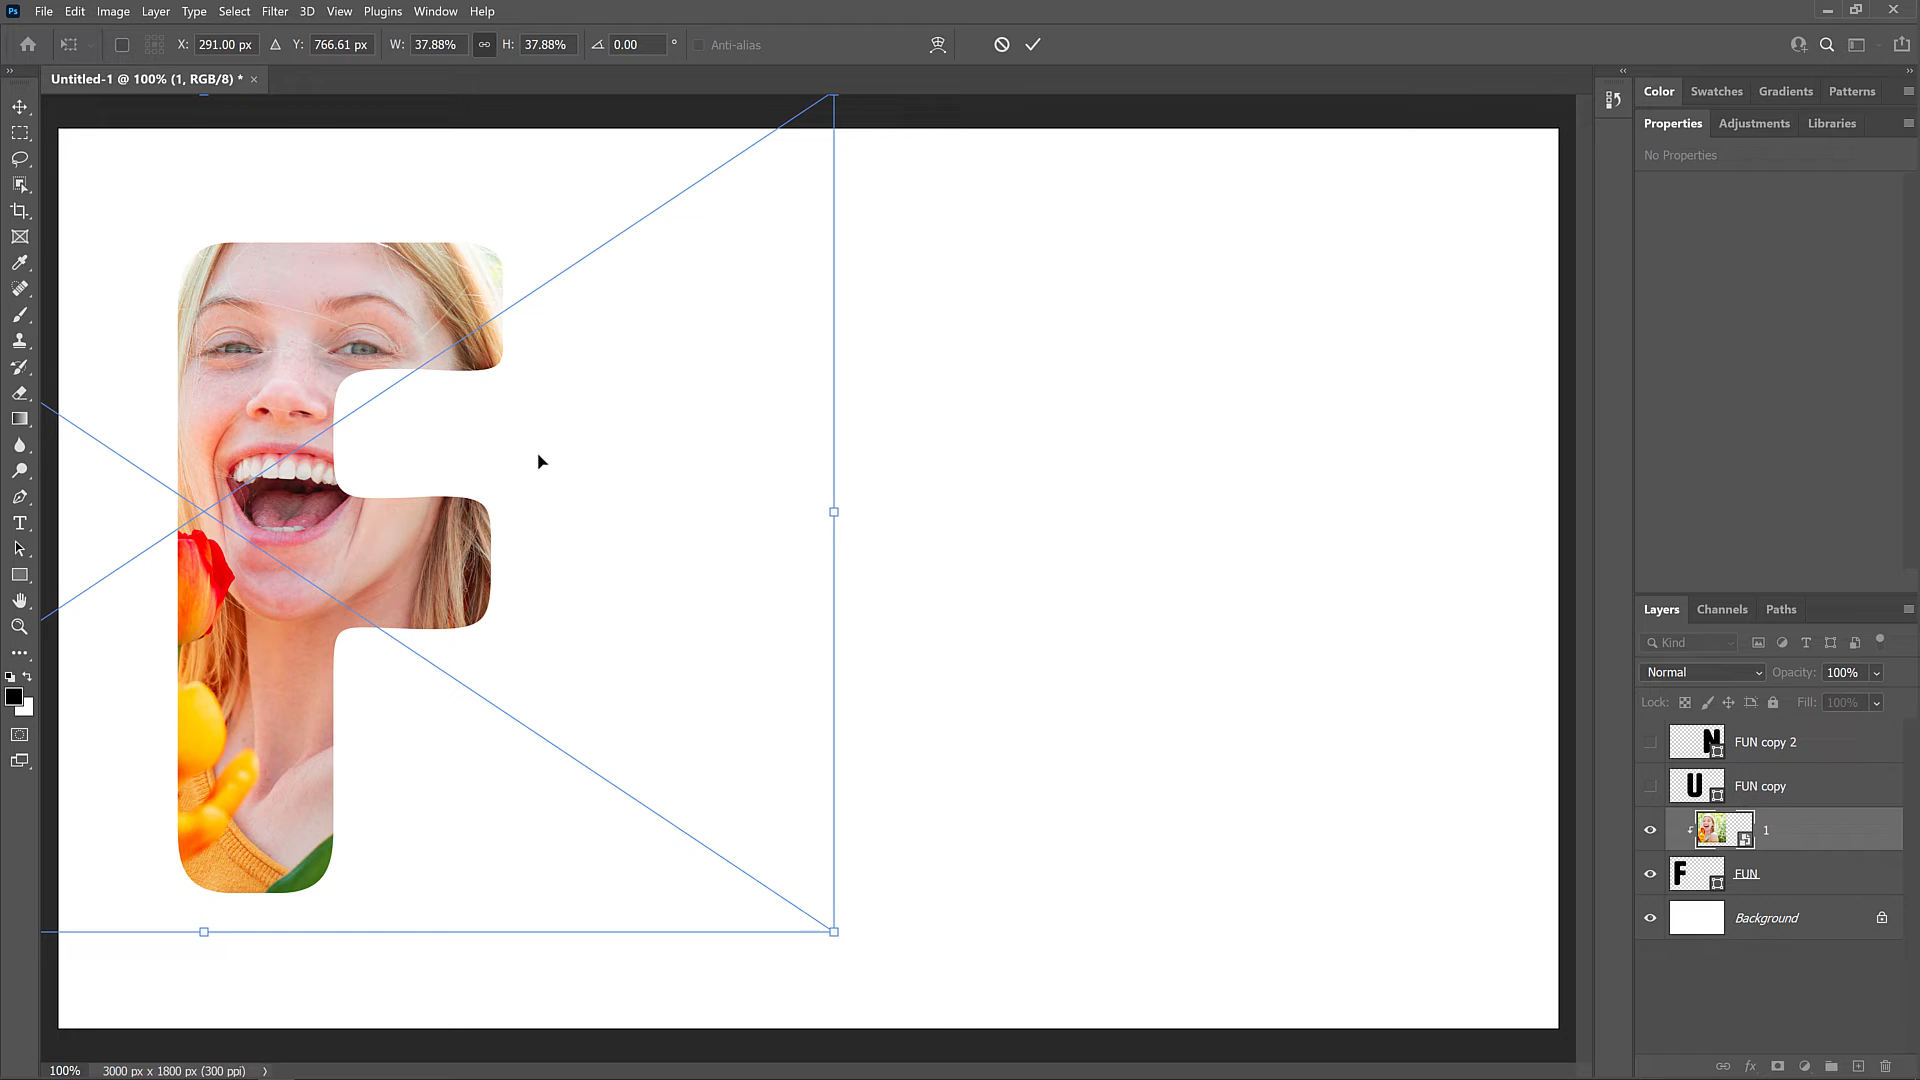 Ps File Edit Image Layer Type Select Filter 3D View Plugins Window Help
X: 291.00 px Y: 766.61 px W: 37.88% H: 37.88% 0.00 ° Anti-alias
Untitled-1 @ 100% (1, RGB/8) * ×
Color Swatches Gradients Patterns
Properties Adjustments Libraries
No Properties
F
Layers Channels Paths
Kind
Normal Opacity: 100%
Lock: Fill: 100%
N FUN copy 2
U FUN copy
1
F FUN
Background
100% 3000 px x 1800 px (300 ppi)